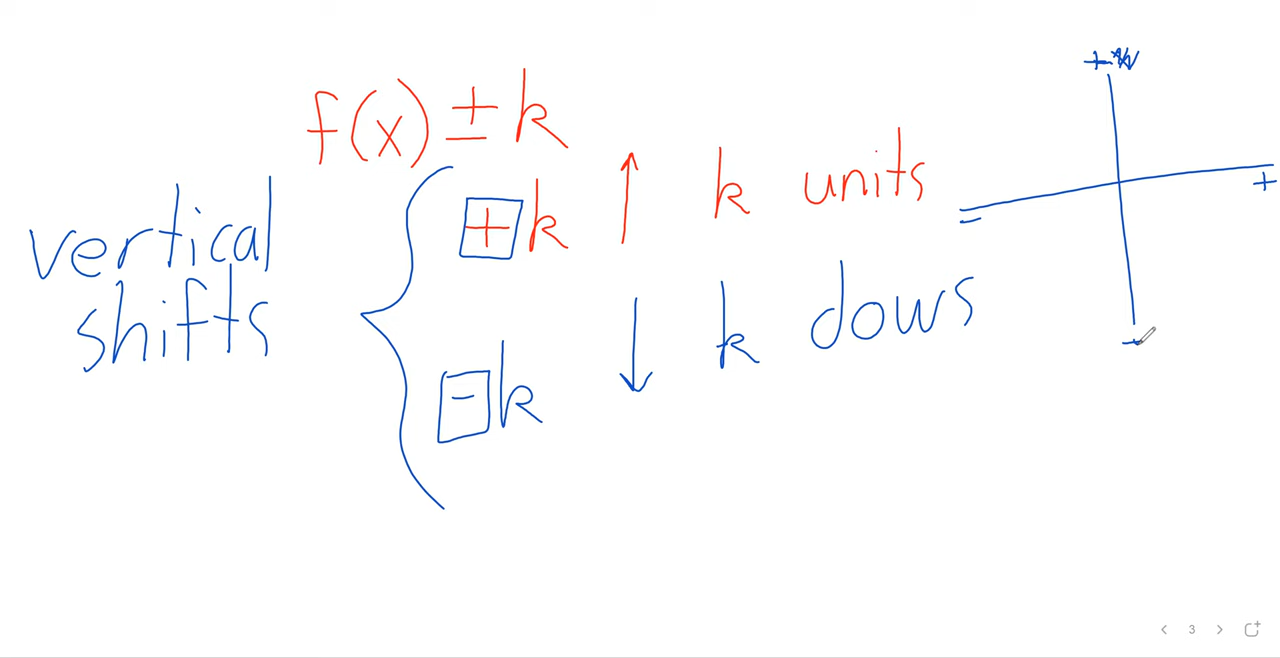 f(x) ± k
vertical
shifts
+k ↑ k units
-k ↓ k dows
+
+
-
-
3